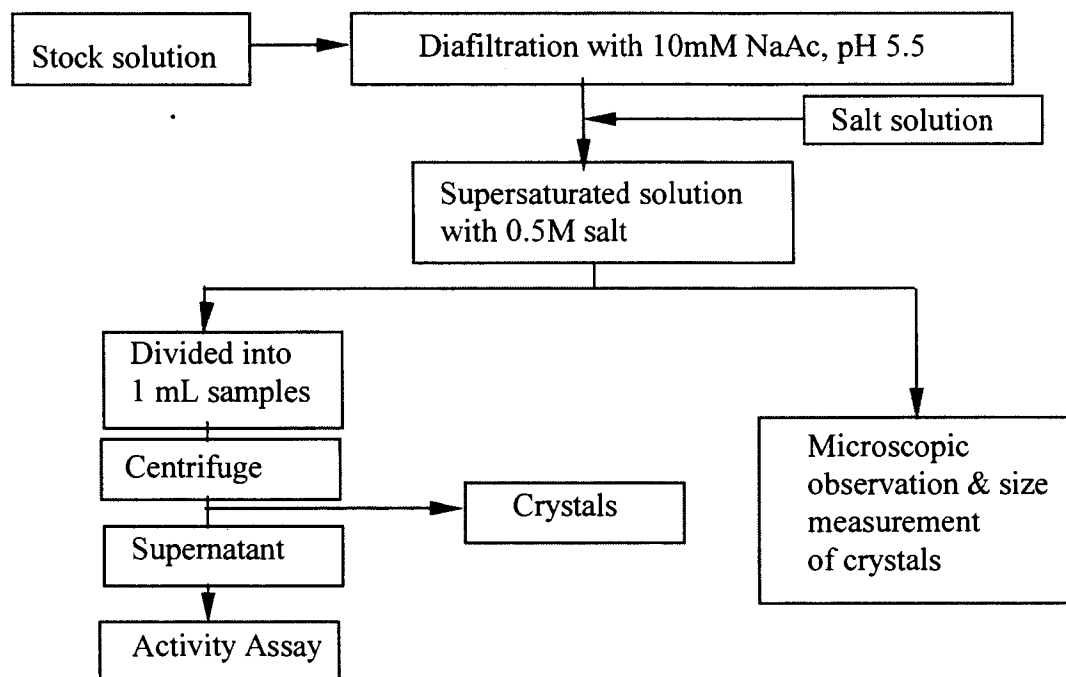 Stock solution
Diafiltration with 10mM NaAc, pH 5.5
Salt solution
Supersaturated solution
with 0.5M salt
Divided into
1 mL samples
Centrifuge
Crystals
Supernatant
Activity Assay
Microscopic
observation & size
measurement
of crystals